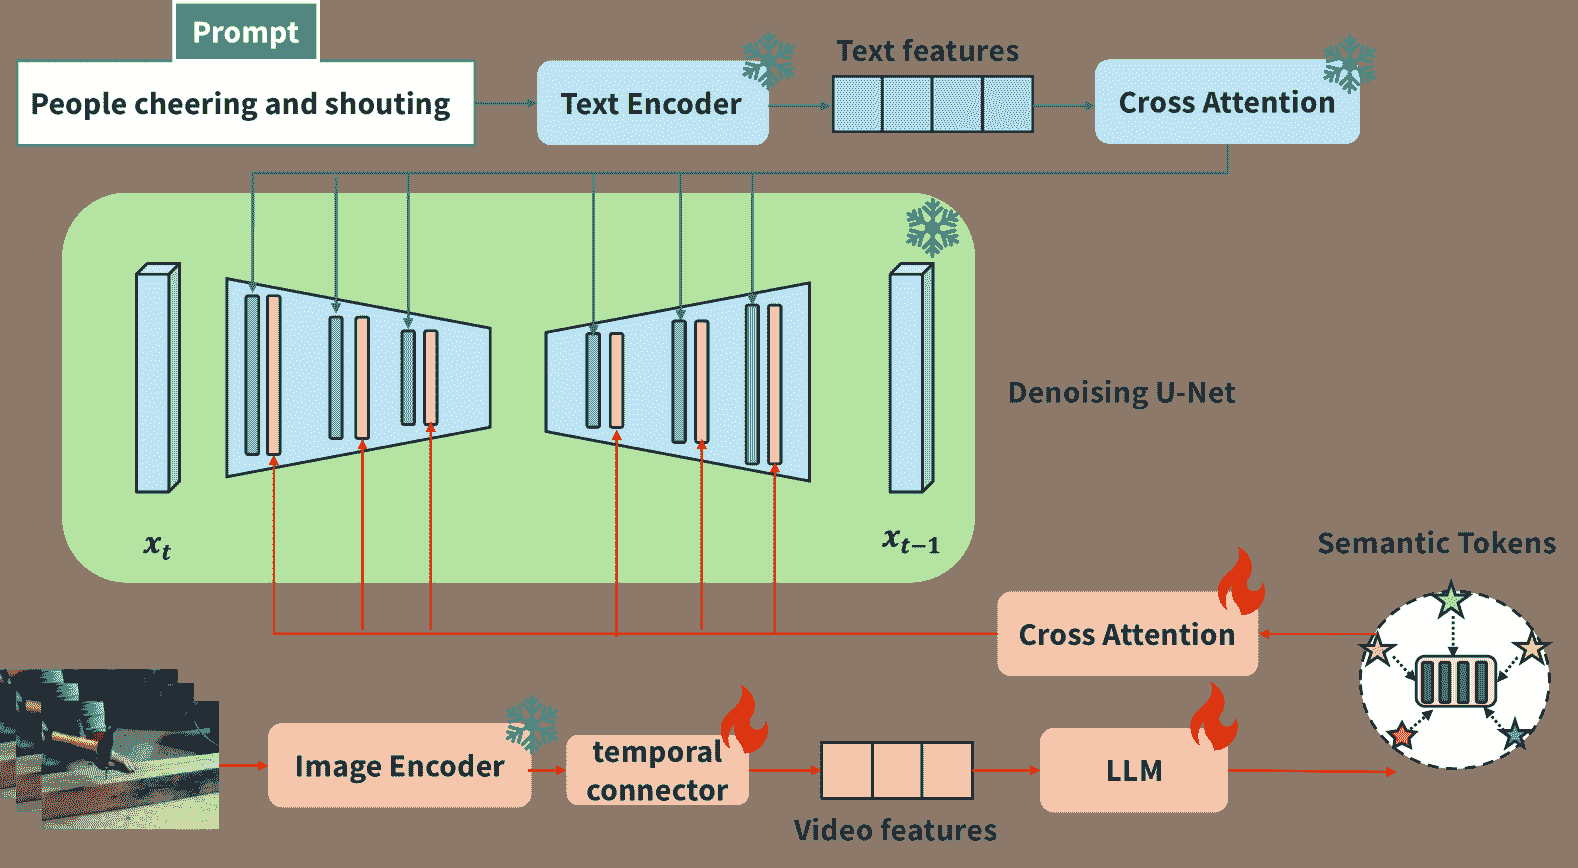 Prompt
People cheering and shouting
Text Encoder
Text features
Cross Attention
Denoising U-Net
x_t
x_{t-1}
Semantic Tokens
Cross Attention
Image Encoder
temporal
connector
Video features
LLM